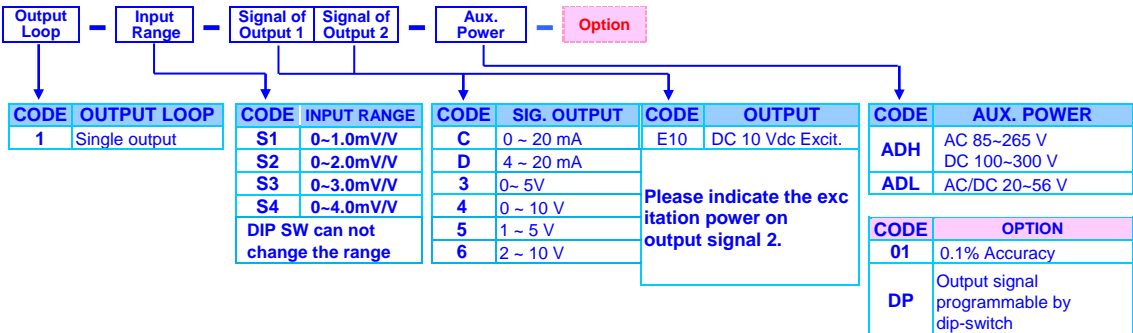 Output Loop – Input Range – Signal of Output 1 Signal of Output 2 – Aux. Power – Option
CODE OUTPUT LOOP
1 Single output
CODE INPUT RANGE
S1 0~1.0mV/V
S2 0~2.0mV/V
S3 0~3.0mV/V
S4 0~4.0mV/V
DIP SW can not
change the range
CODE SIG. OUTPUT
C 0 ~ 20 mA
D 4 ~ 20 mA
3 0~ 5V
4 0 ~ 10 V
5 1 ~ 5 V
6 2 ~ 10 V
CODE OUTPUT
E10 DC 10 Vdc Excit.
Please indicate the exc
itation power on
output signal 2.
CODE AUX. POWER
ADH AC 85~265 V
DC 100~300 V
ADL AC/DC 20~56 V
CODE OPTION
01 0.1% Accuracy
DP Output signal
programmable by
dip-switch